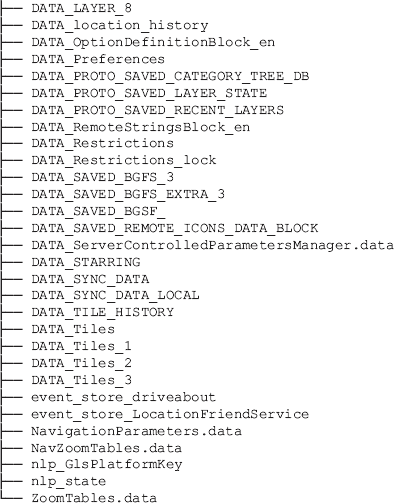 ├── DATA_LAYER_8
├── DATA_location_history
├── DATA_OptionDefinitionBlock_en
├── DATA_Preferences
├── DATA_PROTO_SAVED_CATEGORY_TREE_DB
├── DATA_PROTO_SAVED_LAYER_STATE
├── DATA_PROTO_SAVED_RECENT_LAYERS
├── DATA_RemoteStringsBlock_en
├── DATA_Restrictions
├── DATA_Restrictions_lock
├── DATA_SAVED_BGFS_3
├── DATA_SAVED_BGFS_EXTRA_3
├── DATA_SAVED_BGSF_
├── DATA_SAVED_REMOTE_ICONS_DATA_BLOCK
├── DATA_ServerControlledParametersManager.data
├── DATA_STARRING
├── DATA_SYNC_DATA
├── DATA_SYNC_DATA_LOCAL
├── DATA_TILE_HISTORY
├── DATA_Tiles
├── DATA_Tiles_1
├── DATA_Tiles_2
├── DATA_Tiles_3
├── event_store_driveabout
├── event_store_LocationFriendService
├── NavigationParameters.data
├── NavZoomTables.data
├── nlp_GlsPlatformKey
├── nlp_state
└── ZoomTables.data